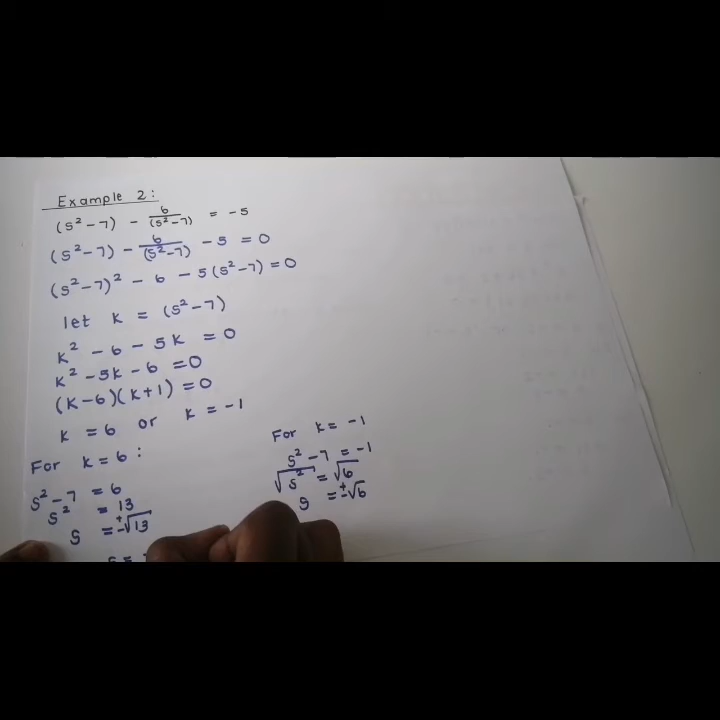 Example 2:
(s² - 7) - 6/(s² - 7) = -5
(s² - 7) - 6/(s² - 7) - 5 = 0
(s² - 7)² - 6 - 5(s² - 7) = 0
let k = (s² - 7)
k² - 6 - 5k = 0
k² - 5k - 6 = 0
(k - 6)(k + 1) = 0
k = 6 or k = -1
For k = 6:
s² - 7 = 6
s² = 13
s = ±√13
s =
For k = -1
s² - 7 = -1
√s² = √6
s = ±√6